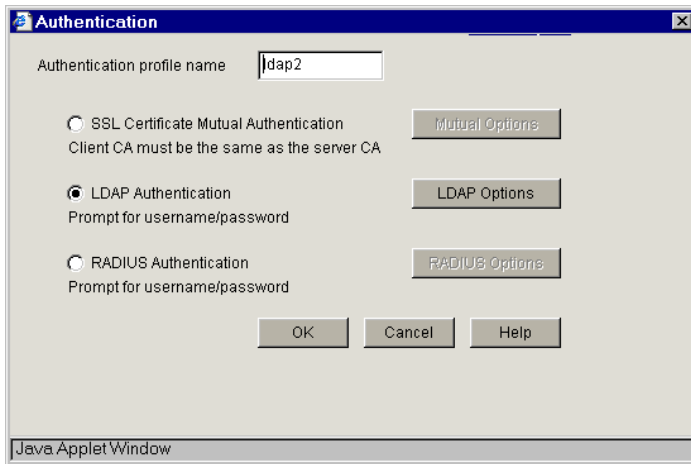 Authentication
Authentication profile name ldap2
SSL Certificate Mutual Authentication Mutual Options
Client CA must be the same as the server CA
LDAP Authentication LDAP Options
Prompt for username/password
RADIUS Authentication RADIUS Options
Prompt for username/password
OK Cancel Help
Java Applet Window